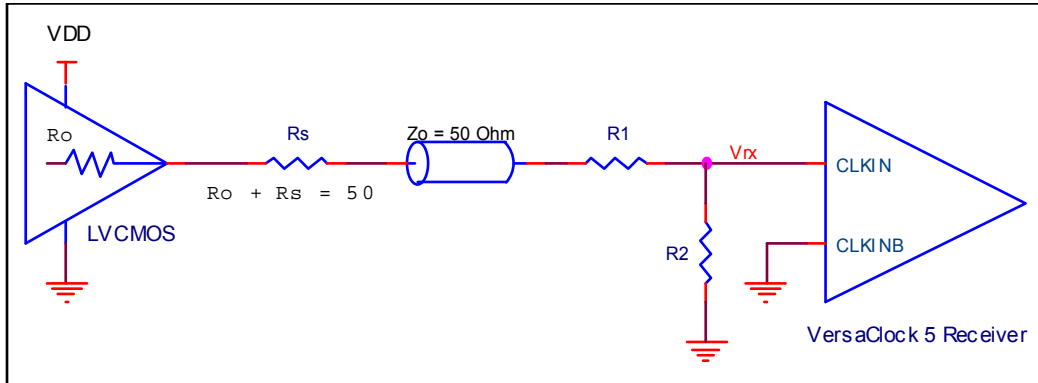 VDD
Ro
Rs
Zo = 50 Ohm
R1
Vrx
CLKIN
Ro + Rs = 50
LVCMOS
R2
CLKINB
VersaClock 5 Receiver